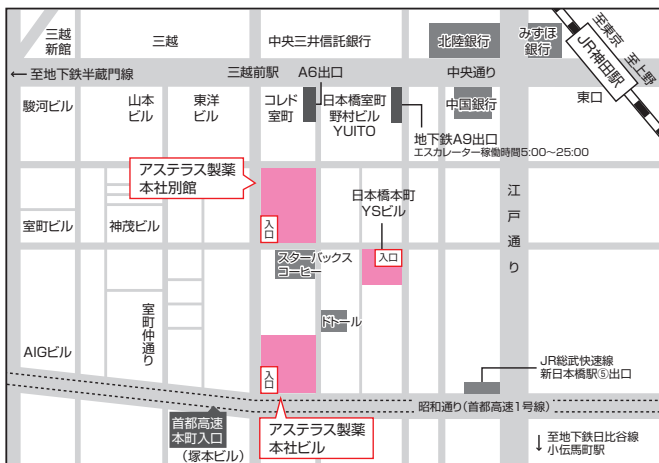 三越
新館
三越
中央三井信託銀行
北陸銀行
みずほ
銀行
至東京
至上野
JR神田駅
← 至地下鉄半蔵門線
三越前駅
A6出口
中央通り
東口
駿河ビル
山本
ビル
東洋
ビル
コレド
室町
日本橋室町
野村ビル
YUITO
中国銀行
地下鉄A9出口
エスカレーター稼働時間5:00〜25:00
アステラス製薬
本社別館
日本橋本町
YSビル
江戸通り
室町ビル
神茂ビル
入口
入口
スターバックス
コーヒー
室町仲通り
ドトール
AIGビル
入口
JR総武快速線
新日本橋駅⑤出口
昭和通り(首都高速1号線)
首都高速
本町入口
(塚本ビル)
アステラス製薬
本社ビル
↓ 至地下鉄日比谷線
小伝馬町駅